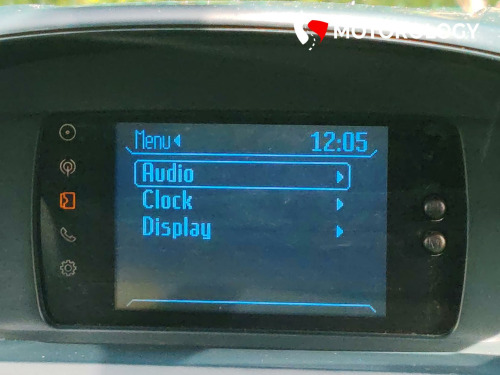 MOTOROLOGY
Menu
12:05
Audio
Clock
Display